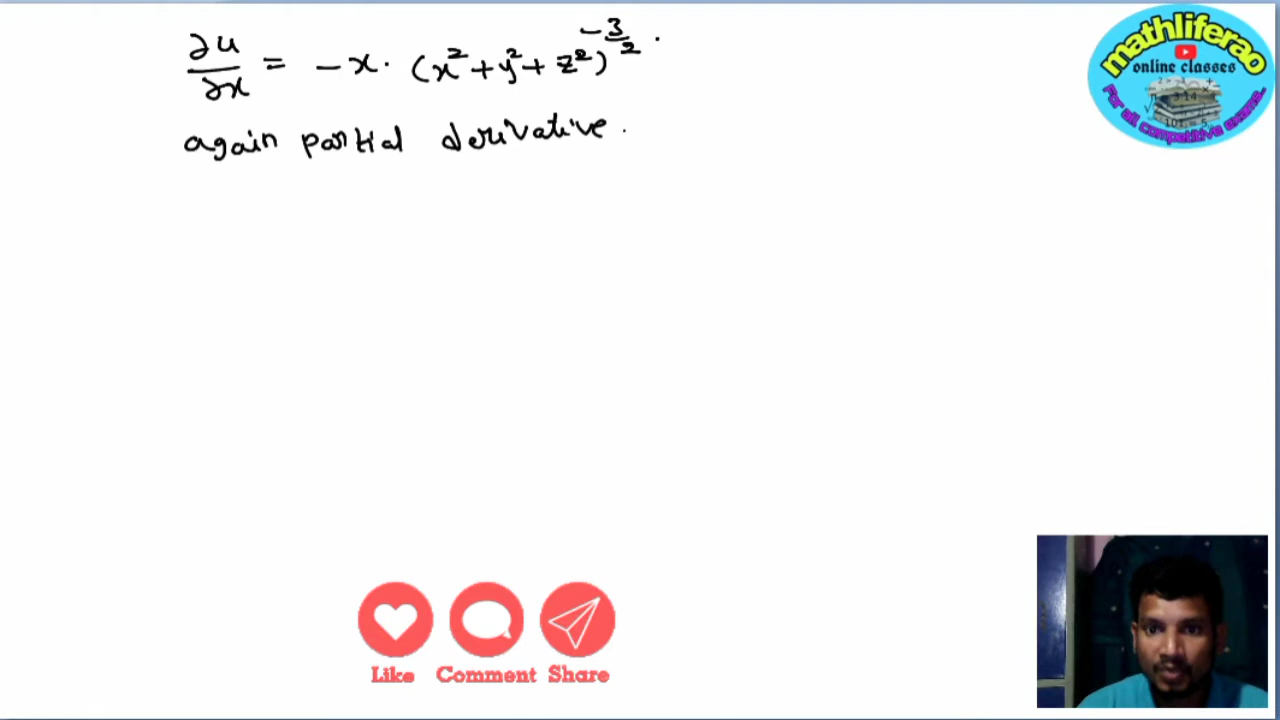 ∂u/∂x = -x · (x²+y²+z²)^(-3/2) .
again partial derivative .
mathliferao
online classes
For all competitive exams..
Like Comment Share